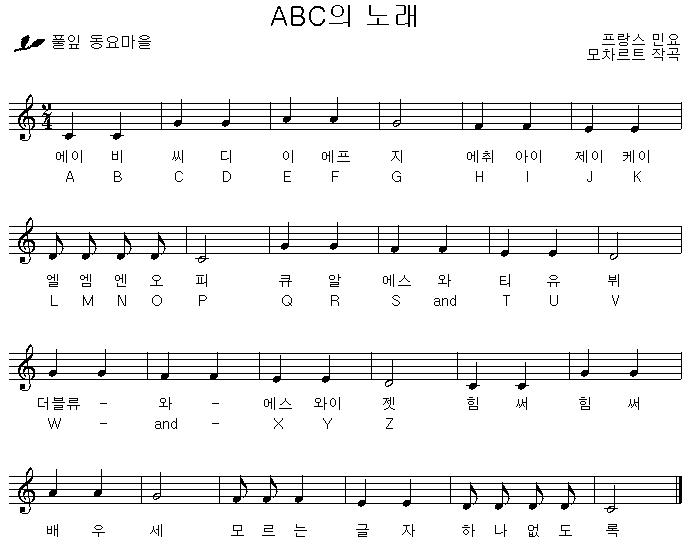 ABC의 노래
풀잎 동요마을
프랑스 민요
모차르트 작곡
2/4
에이 비 씨 디 이 에프 지 에취 아이 제이 케이
A B C D E F G H I J K
엘 엠 엔 오 피 큐 알 에스 와 티 유 뷔
L M N O P Q R S and T U V
더블류 - 와 - 에스 와이 젯 힘 써 힘 써
W - and - X Y Z
배 우 세 모 르 는 글 자 하 나 없 도 록